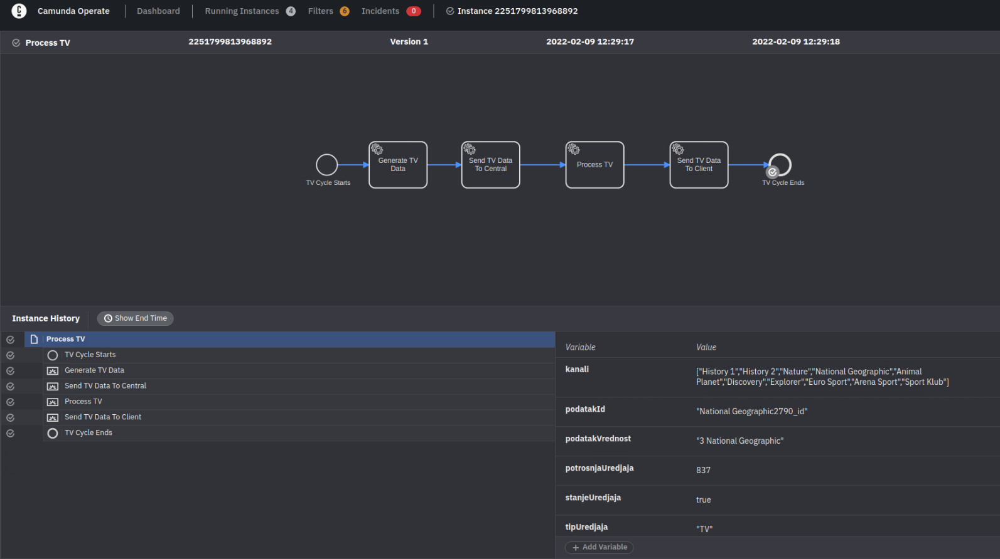 Camunda Operate Dashboard Running Instances 4 Filters 6 Incidents 0 Instance 2251799813968892
Process TV 2251799813968892 Version 1 2022-02-09 12:29:17 2022-02-09 12:29:18
Generate TV
Data
Send TV Data
To Central
Process TV
Send TV Data
To Client
TV Cycle Starts
TV Cycle Ends
Instance History Show End Time
Process TV
TV Cycle Starts
Generate TV Data
Send TV Data To Central
Process TV
Send TV Data To Client
TV Cycle Ends
Variable Value
kanali ["History 1","History 2","Nature","National Geographic","Animal
Planet","Discovery","Explorer","Euro Sport","Arena Sport","Sport Klub"]
podatakId "National Geographic2790_id"
podatakVrednost "3 National Geographic"
potrosnjaUredjaja 837
stanjeUredjaja true
tipUredjaja "TV"
+ Add Variable